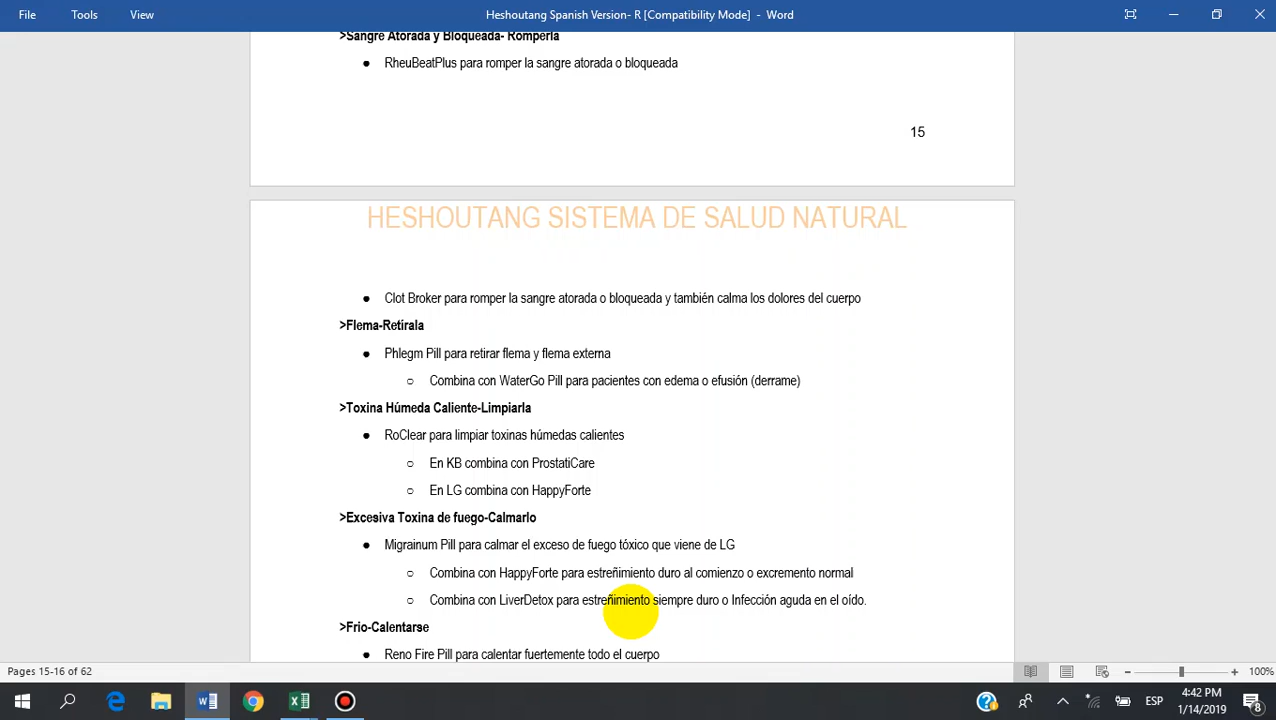 File Tools View Heshoutang Spanish Version- R [Compatibility Mode] - Word
>Sangre Atorada y Bloqueada- Romperla
● RheuBeatPlus para romper la sangre atorada o bloqueada
15
HESHOUTANG SISTEMA DE SALUD NATURAL
● Clot Broker para romper la sangre atorada o bloqueada y también calma los dolores del cuerpo
>Flema-Retírala
● Phlegm Pill para retirar flema y flema externa
○ Combina con WaterGo Pill para pacientes con edema o efusión (derrame)
>Toxina Húmeda Caliente-Limpiarla
● RoClear para limpiar toxinas húmedas calientes
○ En KB combina con ProstatiCare
○ En LG combina con HappyForte
>Excesiva Toxina de fuego-Calmarlo
● Migrainum Pill para calmar el exceso de fuego tóxico que viene de LG
○ Combina con HappyForte para estreñimiento duro al comienzo o excremento normal
○ Combina con LiverDetox para estreñimiento siempre duro o Infección aguda en el oído.
>Frio-Calentarse
● Reno Fire Pill para calentar fuertemente todo el cuerpo
Pages 15-16 of 62 100%
ESP 4:42 PM
1/14/2019 8